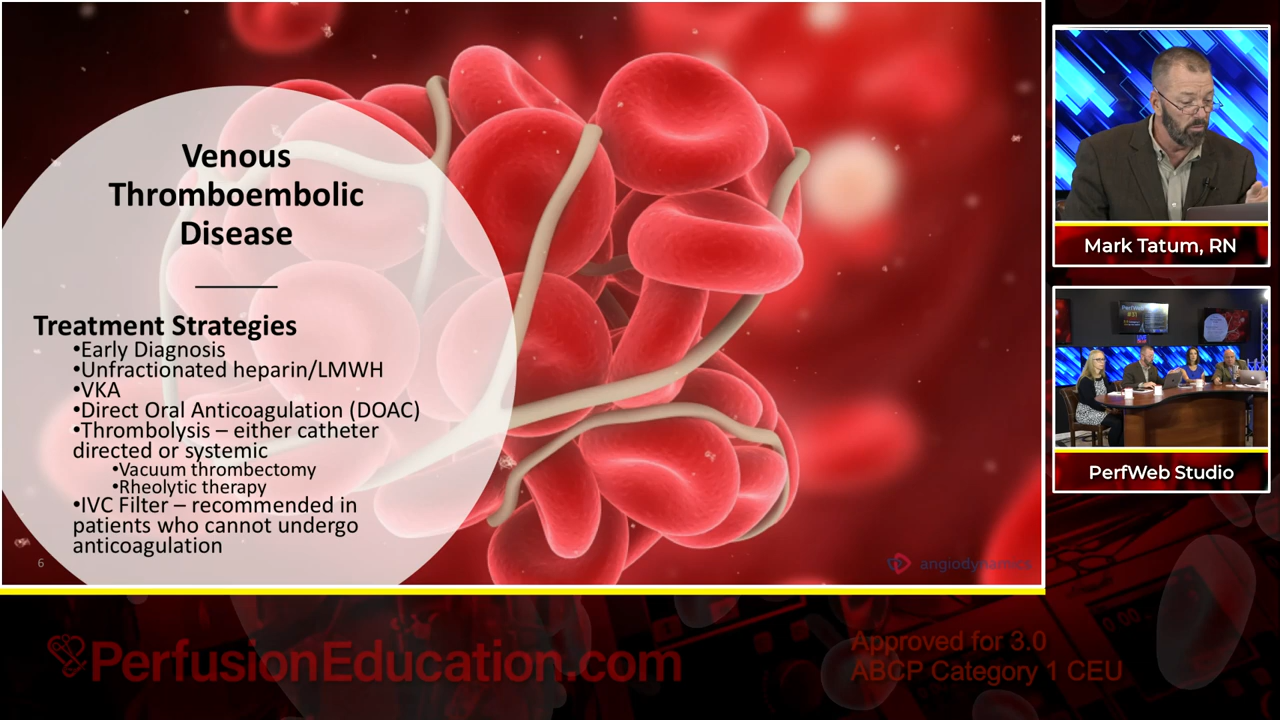 Venous
Thromboembolic
Disease
Treatment Strategies
•Early Diagnosis
•Unfractionated heparin/LMWH
•VKA
•Direct Oral Anticoagulation (DOAC)
•Thrombolysis – either catheter
directed or systemic
•Vacuum thrombectomy
•Rheolytic therapy
•IVC Filter – recommended in
patients who cannot undergo
anticoagulation
6
angiodynamics
Mark Tatum, RN
PerfWeb Studio
PerfusionEducation.com
Approved for 3.0
ABCP Category 1 CEU